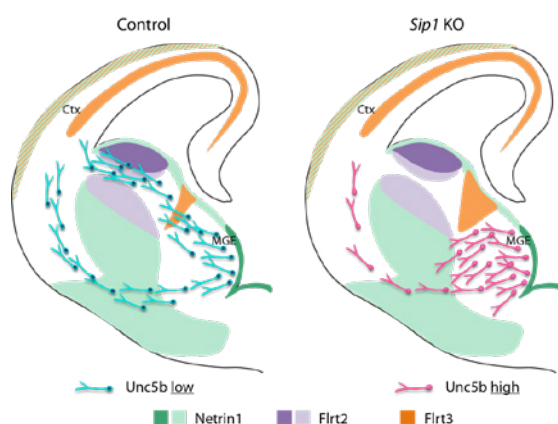 Control
Sip1 KO
Ctx
Ctx
MGE
MGE
Unc5b low
Unc5b high
Netrin1
Flrt2
Flrt3